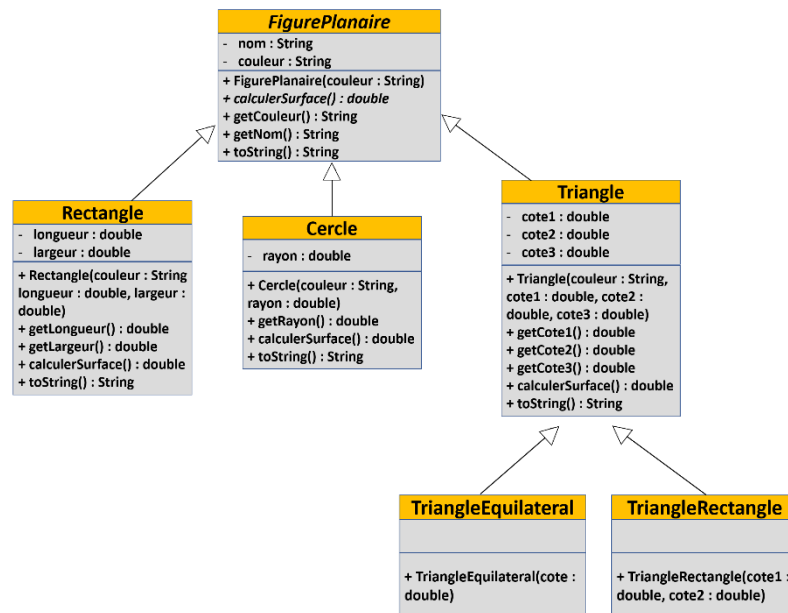 FigurePlanaire
- nom : String
- couleur : String
+ FigurePlanaire(couleur : String)
+ calculerSurface() : double
+ getCouleur() : String
+ getNom() : String
+ toString() : String
Rectangle
- longueur : double
- largeur : double
+ Rectangle(couleur : String
longueur : double, largeur :
double)
+ getLongueur() : double
+ getLargeur() : double
+ calculerSurface() : double
+ toString() : String
Cercle
- rayon : double
+ Cercle(couleur : String,
rayon : double)
+ getRayon() : double
+ calculerSurface() : double
+ toString() : String
Triangle
- cote1 : double
- cote2 : double
- cote3 : double
+ Triangle(couleur : String,
cote1 : double, cote2 :
double, cote3 : double)
+ getCote1() : double
+ getCote2() : double
+ getCote3() : double
+ calculerSurface() : double
+ toString() : String
TriangleEquilateral
+ TriangleEquilateral(cote :
double)
TriangleRectangle
+ TriangleRectangle(cote1 :
double, cote2 : double)